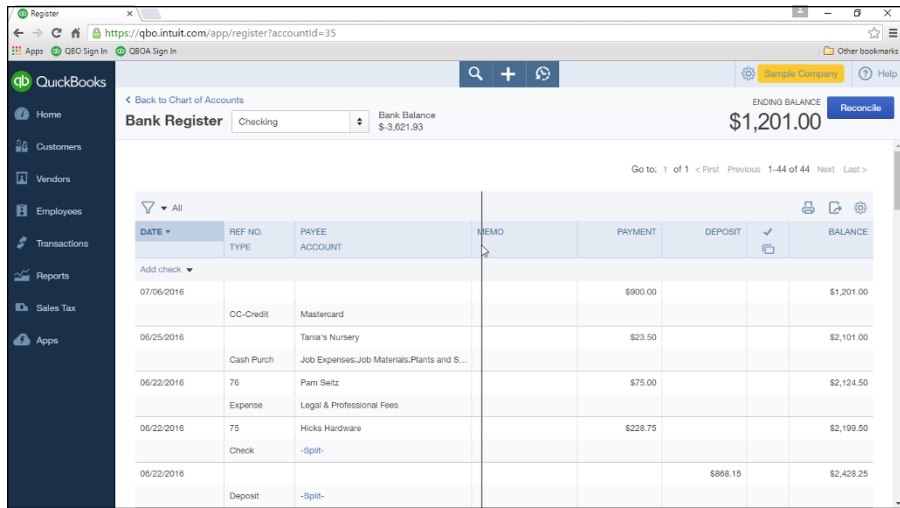 Register
https://qbo.intuit.com/app/register?accountId=35
Apps QBO Sign In QBOA Sign In Other bookmarks
qb QuickBooks
Sample Company Help
Home
Customers
Vendors
Employees
Transactions
Reports
Sales Tax
Apps
Back to Chart of Accounts
Bank Register Checking
Bank Balance
$-3,621.93
ENDING BALANCE
$1,201.00
Reconcile
Go to: 1 of 1 < First Previous 1-44 of 44 Next Last >
All
DATE REF NO. PAYEE MEMO PAYMENT DEPOSIT BALANCE
TYPE ACCOUNT
Add check
07/06/2016 $900.00 $1,201.00
CC-Credit Mastercard
06/25/2016 Tania's Nursery $23.50 $2,101.00
Cash Purch Job Expenses:Job Materials:Plants and S...
06/22/2016 76 Pam Seitz $75.00 $2,124.50
Expense Legal & Professional Fees
06/22/2016 75 Hicks Hardware $228.75 $2,199.50
Check -Split-
06/22/2016 $868.15 $2,428.25
Deposit -Split-